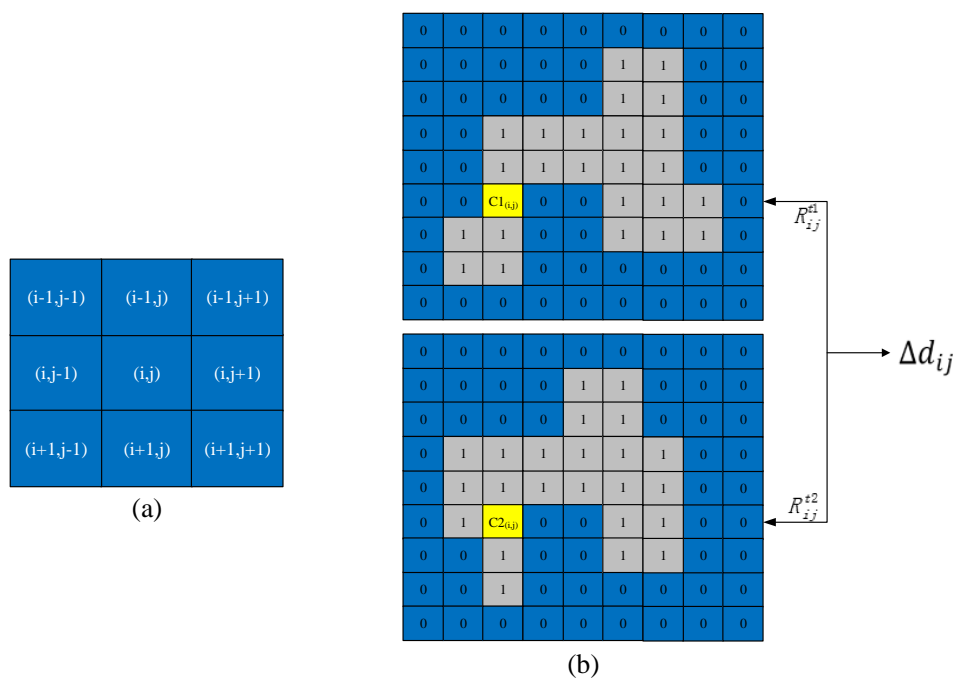 0 0 0 0 0 0 0 0 0
0 0 0 0 0 1 1 0 0
0 0 0 0 0 1 1 0 0
0 0 1 1 1 1 1 0 0
0 0 1 1 1 1 1 0 0
0 0 C1(i,j) 0 0 1 1 1 0
0 1 1 0 0 1 1 1 0
0 1 1 0 0 0 0 0 0
0 0 0 0 0 0 0 0 0
R_{ij}^{t1}
(i-1,j-1) (i-1,j) (i-1,j+1)
(i,j-1) (i,j) (i,j+1)
(i+1,j-1) (i+1,j) (i+1,j+1)
(a)
Δd_{ij}
0 0 0 0 0 0 0 0 0
0 0 0 0 1 1 0 0 0
0 0 0 0 1 1 0 0 0
0 1 1 1 1 1 1 0 0
0 1 1 1 1 1 1 0 0
0 1 C2(i,j) 0 0 1 1 0 0
0 0 1 0 0 1 1 0 0
0 0 1 0 0 0 0 0 0
0 0 0 0 0 0 0 0 0
R_{ij}^{t2}
(b)